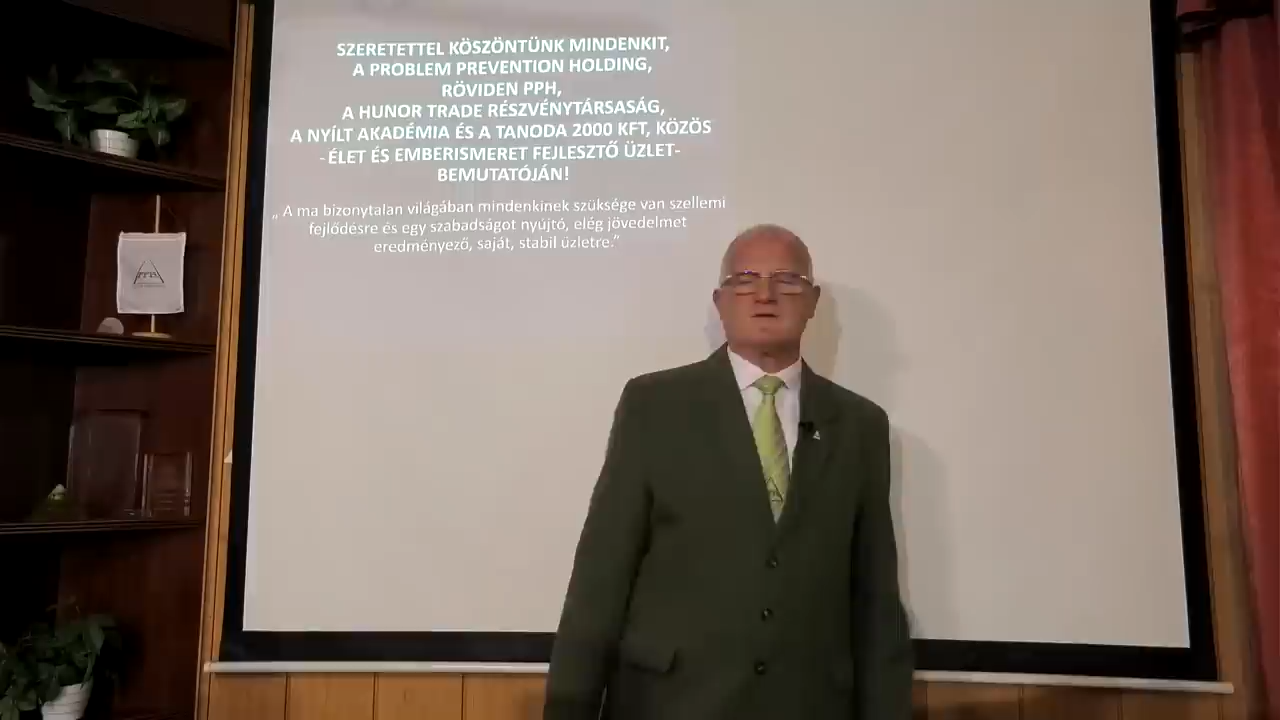 SZERETETTEL KÖSZÖNTÜNK MINDENKIT,
A PROBLEM PREVENTION HOLDING,
RÖVIDEN PPH,
A HUNOR TRADE RÉSZVÉNYTÁRSASÁG,
A NYÍLT AKADÉMIA ÉS A TANODA 2000 KFT, KÖZÖS
-ÉLET ÉS EMBERISMERET FEJLESZTŐ ÜZLET-
BEMUTATÓJÁN!
„ A ma bizonytalan világában mindenkinek szüksége van szellemi
fejlődésre és egy szabadságot nyújtó, elég jövedelmet
eredményező, saját, stabil üzletre.”